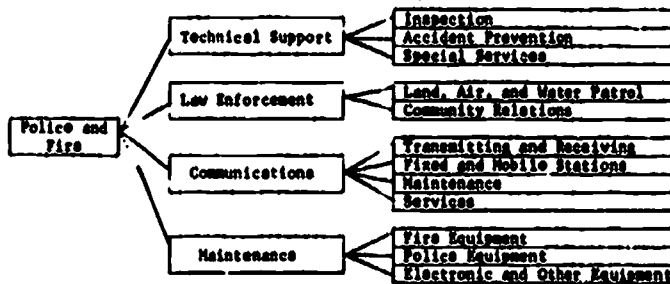 Police and
Fire
Technical Support
Inspection
Accident Prevention
Special Services
Law Enforcement
Land, Air, and Water Patrol
Community Relations
Communications
Transmitting and Receiving
Fixed and Mobile Stations
Maintenance
Services
Maintenance
Fire Equipment
Police Equipment
Electronic and Other Equipment